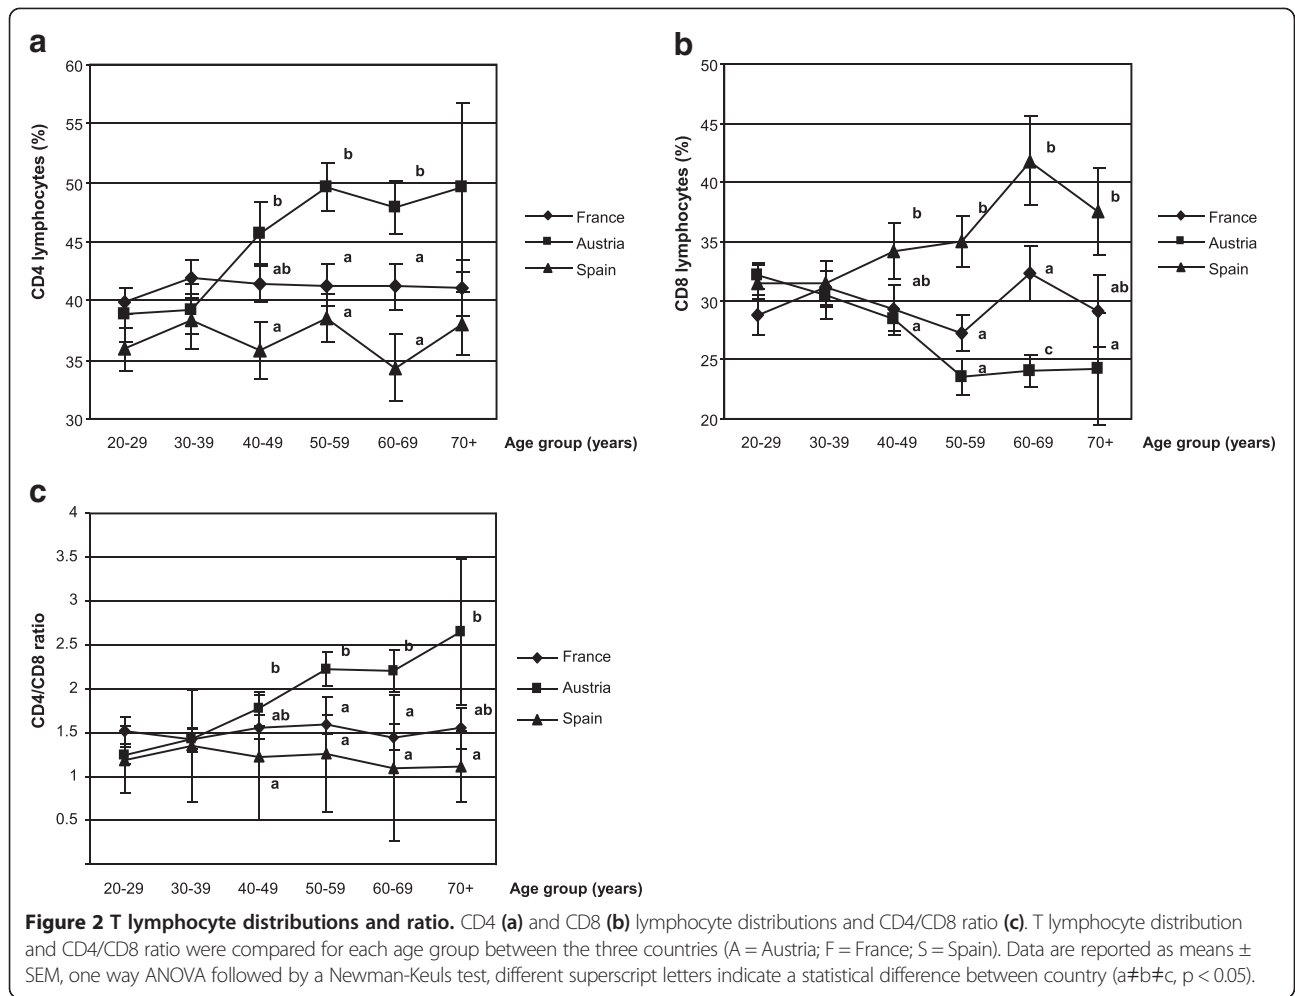 a
60
55
50
45
40
35
30
CD4 lymphocytes (%)
b
b
b
b
ab
a
a
a
a
a
France
Austria
Spain
20-29 30-39 40-49 50-59 60-69 70+ Age group (years)
b
50
45
40
35
30
25
20
CD8 lymphocytes (%)
b
b
b
b
ab
a
ab
a
a
a
c
a
France
Austria
Spain
20-29 30-39 40-49 50-59 60-69 70+ Age group (years)
c
4
3.5
3
2.5
2
1.5
1
0.5
CD4/CD8 ratio
b
b
b
b
ab
a
a
ab
a
a
a
a
France
Austria
Spain
20-29 30-39 40-49 50-59 60-69 70+ Age group (years)
Figure 2 T lymphocyte distributions and ratio. CD4 (a) and CD8 (b) lymphocyte distributions and CD4/CD8 ratio (c). T lymphocyte distribution
and CD4/CD8 ratio were compared for each age group between the three countries (A = Austria; F = France; S = Spain). Data are reported as means ±
SEM, one way ANOVA followed by a Newman-Keuls test, different superscript letters indicate a statistical difference between country (a≠b≠c, p < 0.05).